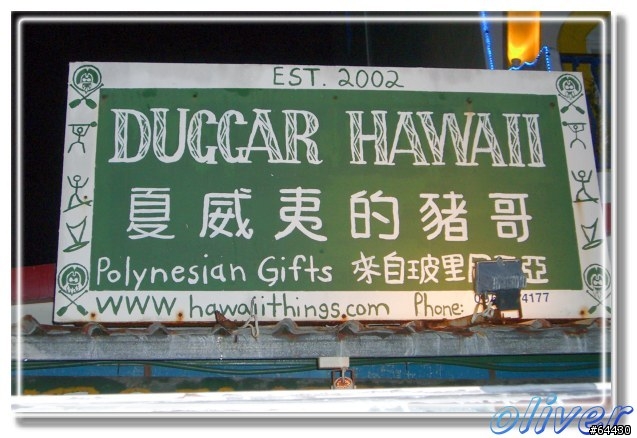 EST. 2002
DUGGAR HAWAII
夏威夷的豬哥
Polynesian Gifts 來自玻里 亞
www.hawaiithings.com Phone: 4177
oliver
#64430